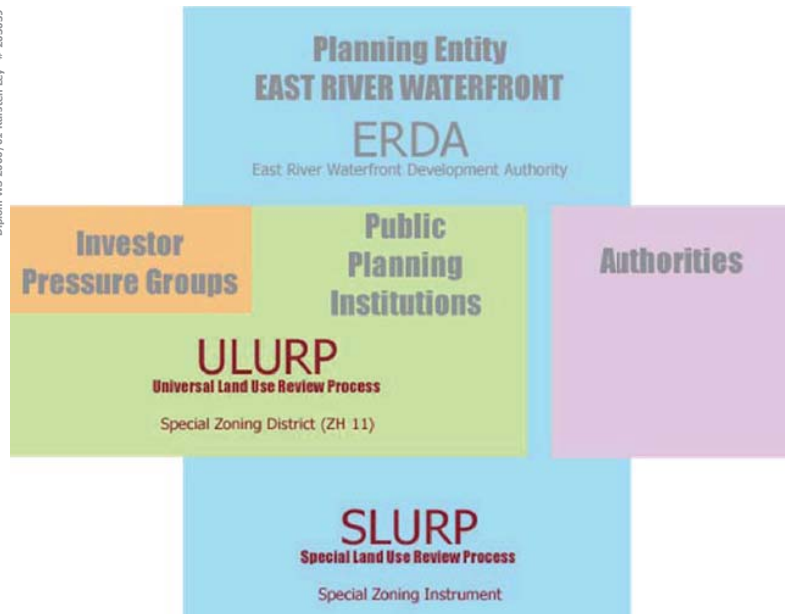 Planning Entity
EAST RIVER WATERFRONT
ERDA
East River Waterfront Development Authority
Investor
Pressure Groups
Public
Planning
Institutions
Authorities
ULURP
Universal Land Use Review Process
Special Zoning District (ZH 11)
SLURP
Special Land Use Review Process
Special Zoning Instrument